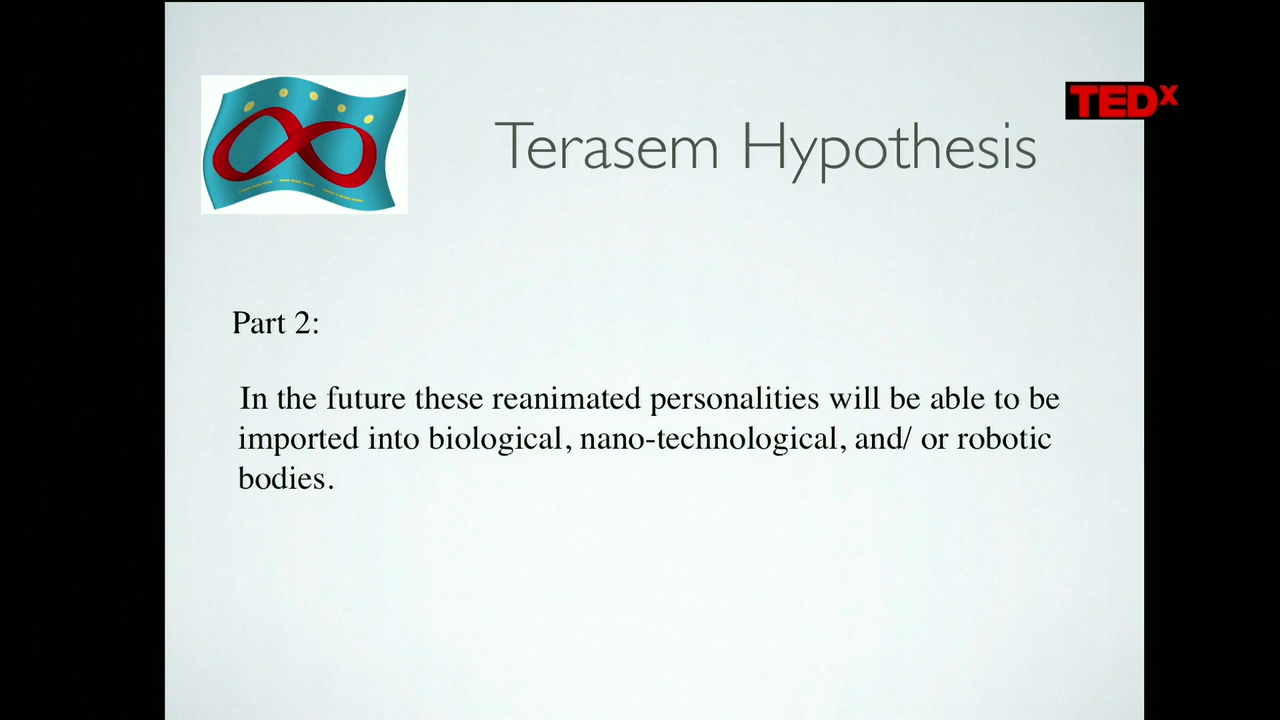 TEDx
Terasem Hypothesis
Part 2:
In the future these reanimated personalities will be able to be
imported into biological, nano-technological, and/ or robotic
bodies.